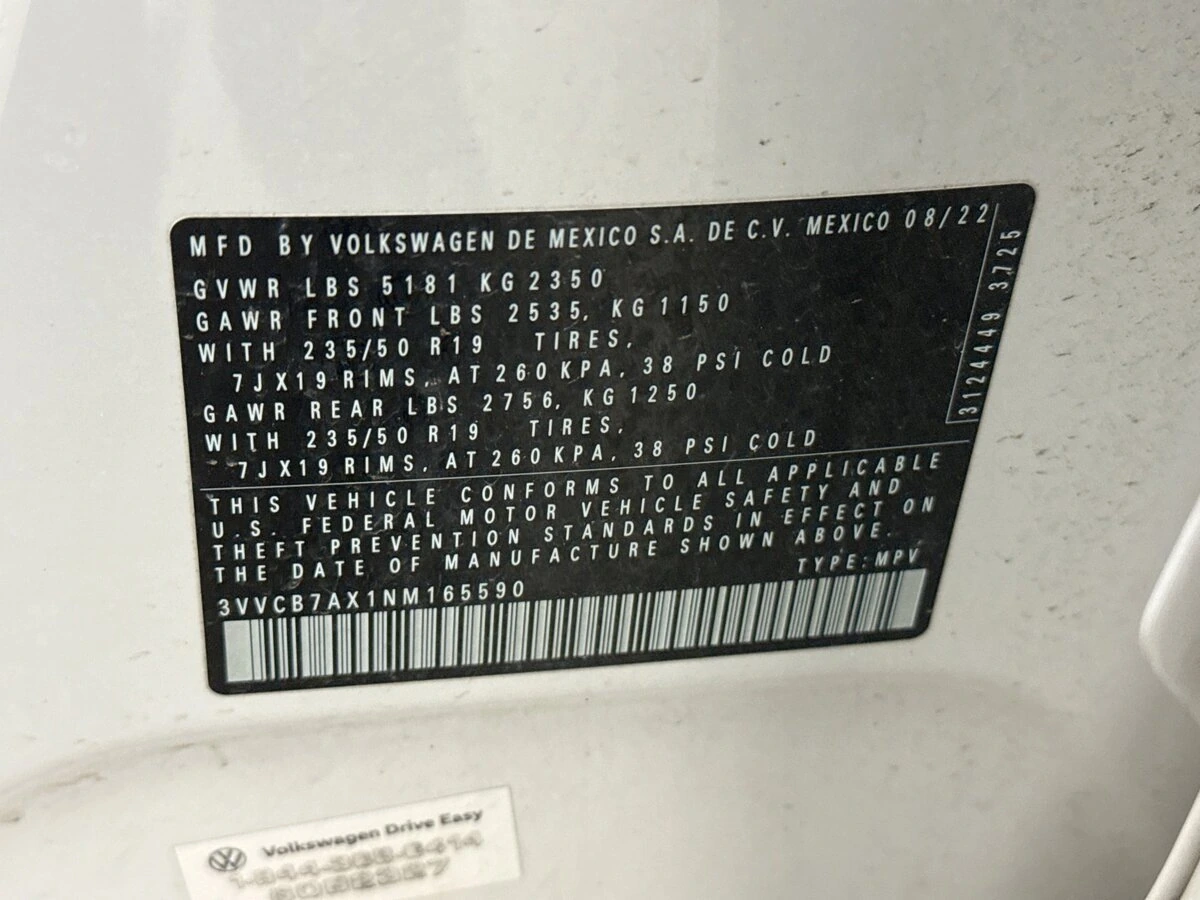 MFD BY VOLKSWAGEN DE MEXICO S.A. DE C.V. MEXICO 08/22
GVWR LBS 5181 KG 2350
GAWR FRONT LBS 2535, KG 1150
WITH 235/50 R19 TIRES,
7JX19 RIMS, AT 260 KPA, 38 PSI COLD
GAWR REAR LBS 2756, KG 1250
WITH 235/50 R19 TIRES,
7JX19 RIMS, AT 260 KPA, 38 PSI COLD
3124449 3.725
THIS VEHICLE CONFORMS TO ALL APPLICABLE
U.S. FEDERAL MOTOR VEHICLE SAFETY AND
THEFT PREVENTION STANDARDS IN EFFECT ON
THE DATE OF MANUFACTURE SHOWN ABOVE.
3VVCB7AX1NM165590 TYPE: MPV
Volkswagen Drive Easy